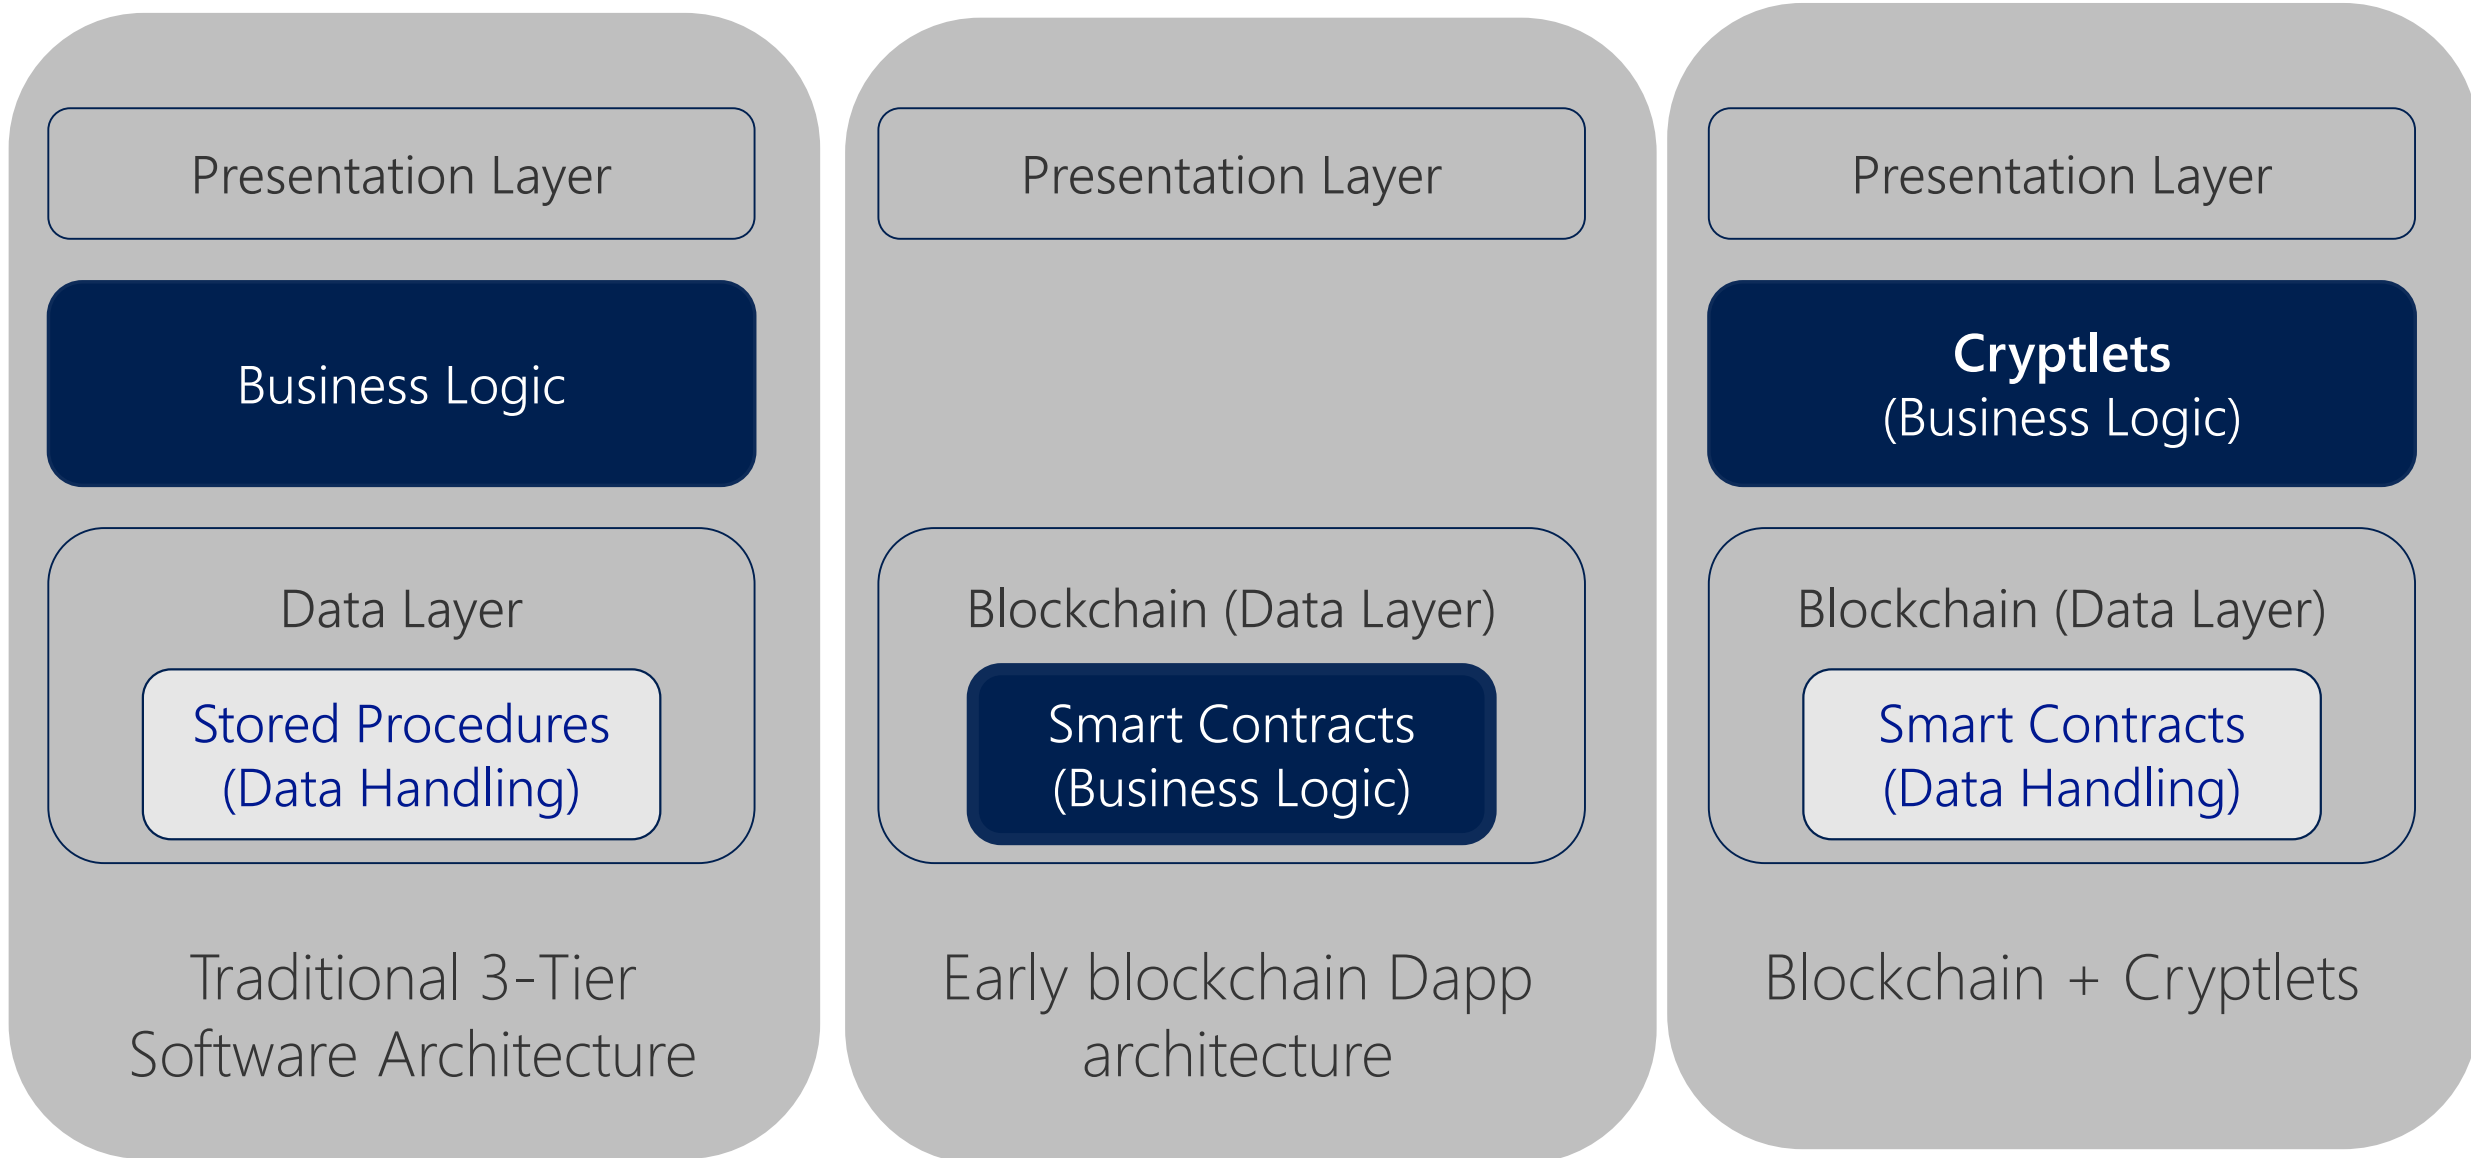 Presentation Layer
Business Logic
Data Layer
Stored Procedures
(Data Handling)
Traditional 3-Tier
Software Architecture
Presentation Layer
Blockchain (Data Layer)
Smart Contracts
(Business Logic)
Early blockchain Dapp
architecture
Presentation Layer
Cryptlets
(Business Logic)
Blockchain (Data Layer)
Smart Contracts
(Data Handling)
Blockchain + Cryptlets